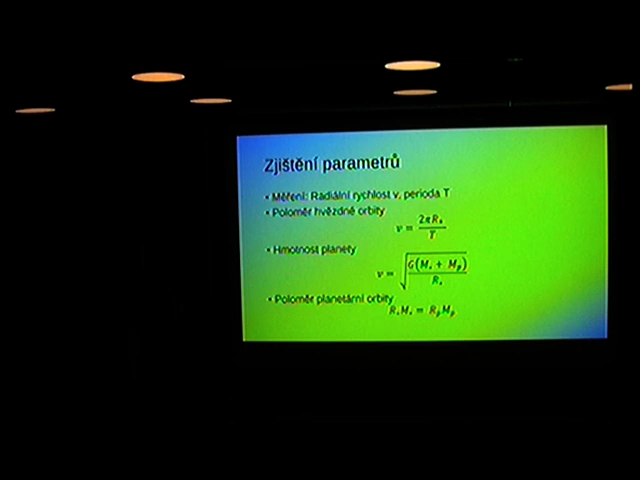 Zjištění parametrů
• Měření: Radiální rychlost v, perioda T
• Poloměr hvězdné orbity
v = 2πR* / T
• Hmotnost planety
v = √(G(M* + Mp) / R*)
• Poloměr planetární orbity
R*M* = RpMp